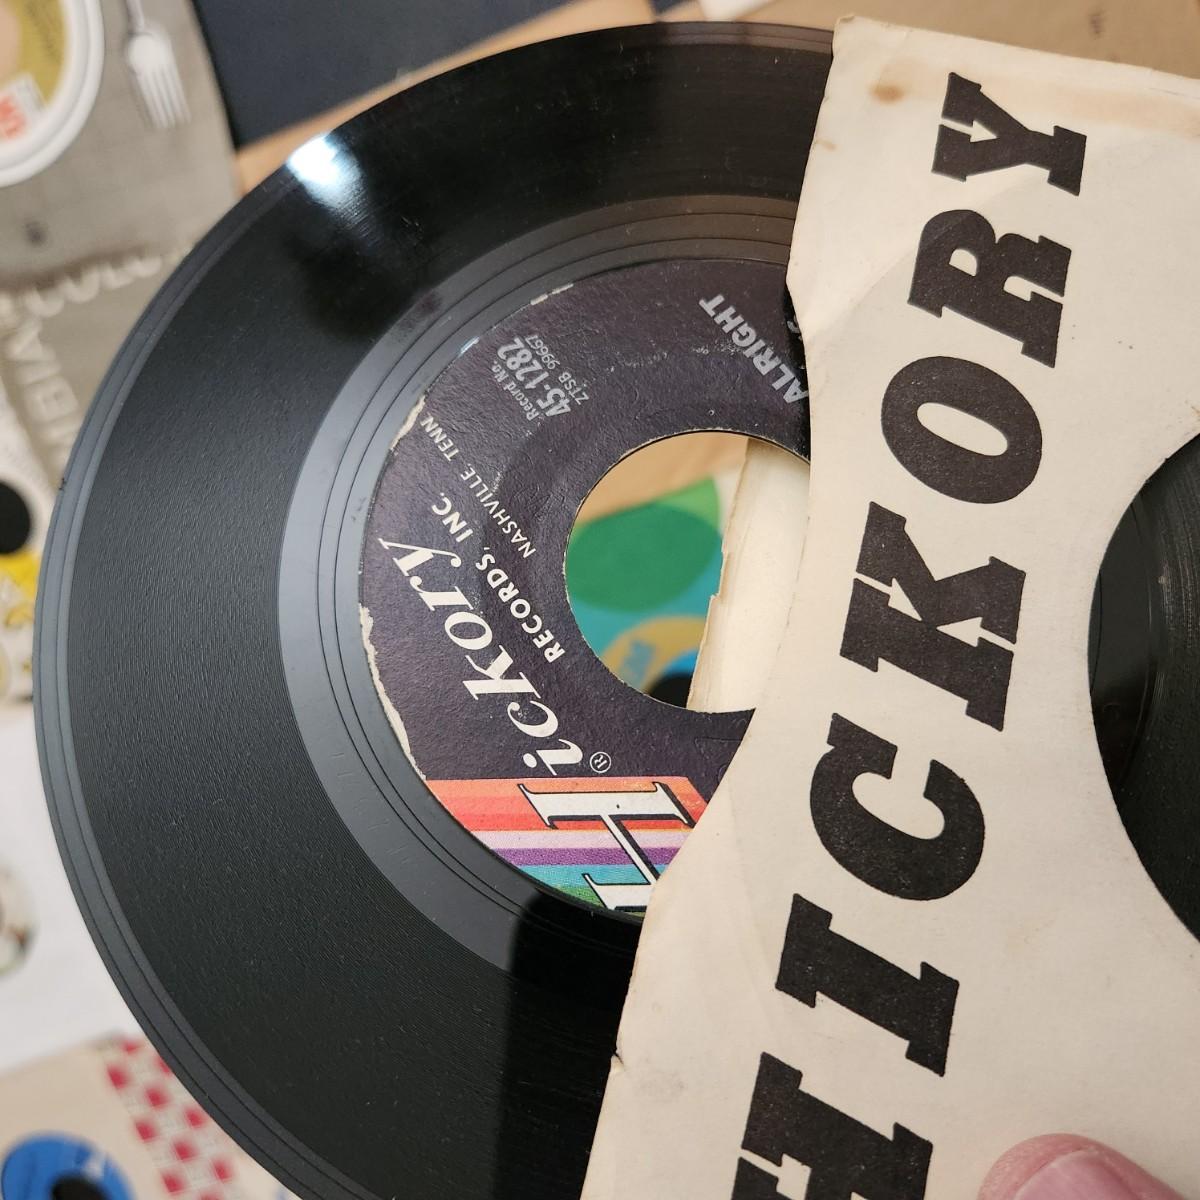 HICKORY
Hickory®
RECORDS, INC.
NASHVILLE TENN
Record No.
45-1282
ZTSB 99667
ALRIGHT